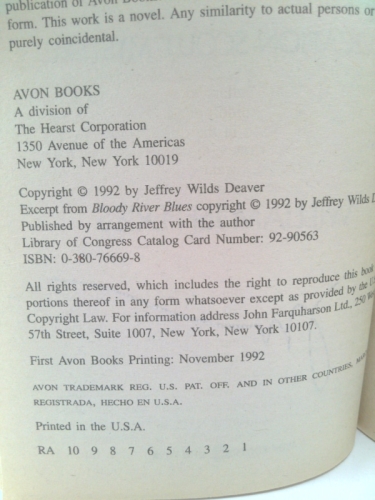 publication of Avon Books
form. This work is a novel. Any similarity to actual persons or
purely coincidental.
AVON BOOKS
A division of
The Hearst Corporation
1350 Avenue of the Americas
New York, New York 10019
Copyright © 1992 by Jeffrey Wilds Deaver
Excerpt from Bloody River Blues copyright © 1992 by Jeffrey Wilds D
Published by arrangement with the author
Library of Congress Catalog Card Number: 92-90563
ISBN: 0-380-76669-8
All rights reserved, which includes the right to reproduce this book
portions thereof in any form whatsoever except as provided by the U.
Copyright Law. For information address John Farquharson Ltd., 250 We
57th Street, Suite 1007, New York, New York 10107.
First Avon Books Printing: November 1992
AVON TRADEMARK REG. U.S. PAT. OFF. AND IN OTHER COUNTRIES,
REGISTRADA, HECHO EN U.S.A.
Printed in the U.S.A.
RA 10 9 8 7 6 5 4 3 2 1